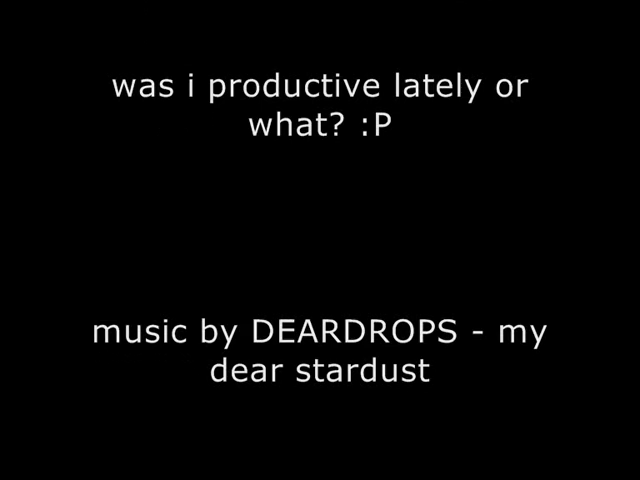 was i productive lately or
what? :P
music by DEARDROPS - my
dear stardust